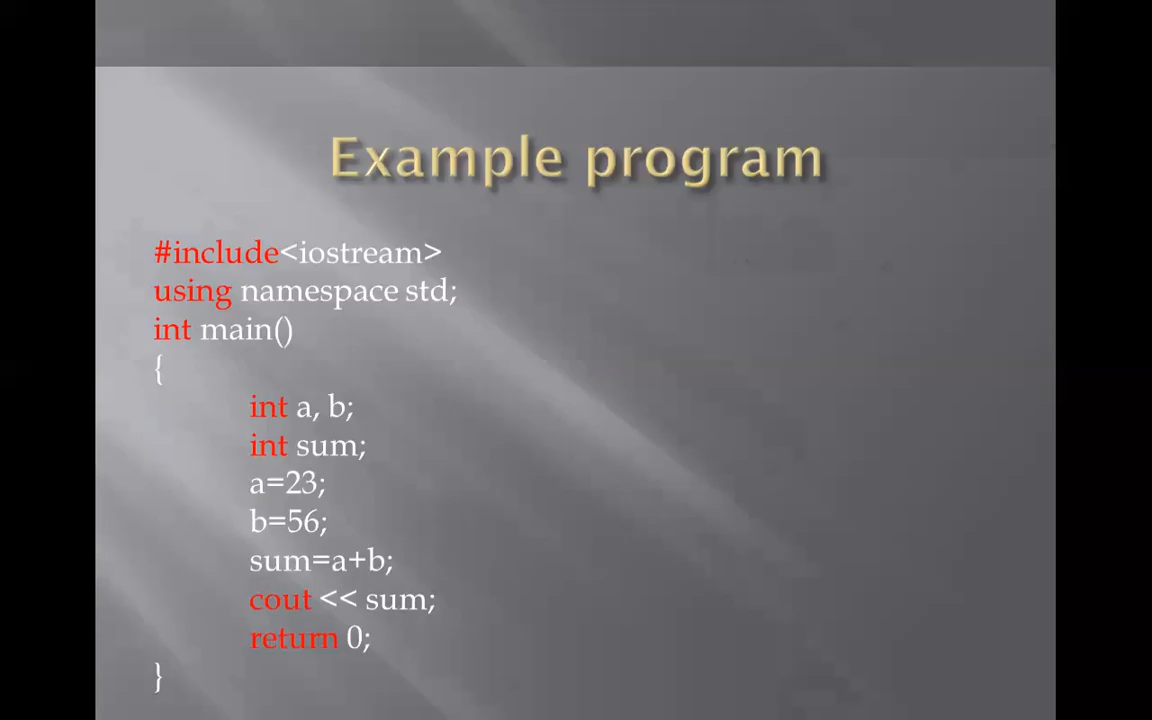 Example program
#include<iostream>
using namespace std;
int main()
{
int a, b;
int sum;
a=23;
b=56;
sum=a+b;
cout << sum;
return 0;
}